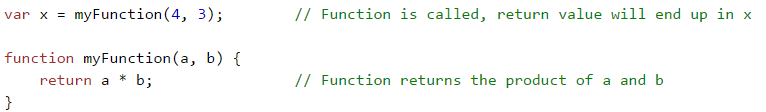 var x = myFunction(4, 3);        // Function is called, return value will end up in x
function myFunction(a, b) {
    return a * b;                // Function returns the product of a and b
}